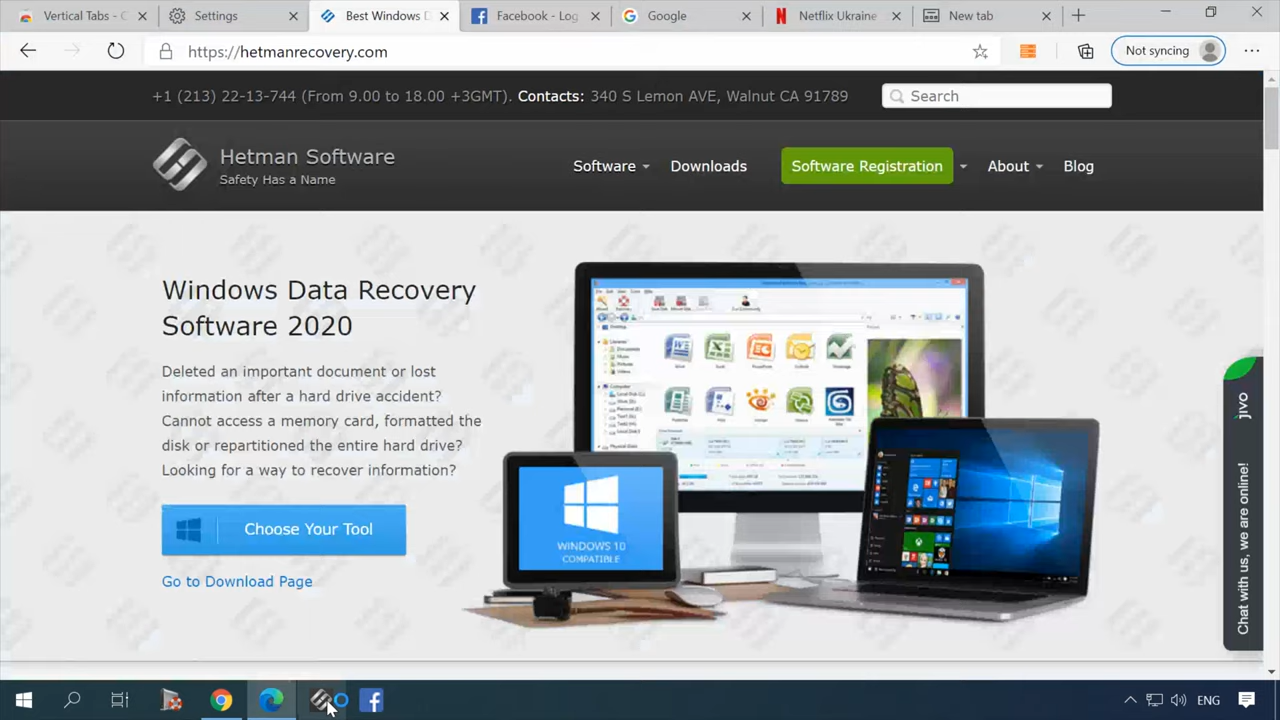 Vertical Tabs - C
Settings
Best Windows D
Facebook - Log
Google
Netflix Ukraine
New tab
https://hetmanrecovery.com
Not syncing
+1 (213) 22-13-744 (From 9.00 to 18.00 +3GMT). Contacts: 340 S Lemon AVE, Walnut CA 91789
Search
Hetman Software
Safety Has a Name
Software
Downloads
Software Registration
About
Blog
Windows Data Recovery
Software 2020
Deleted an important document or lost
information after a hard drive accident?
Cannot access a memory card, formatted the
disk or repartitioned the entire hard drive?
Looking for a way to recover information?
Choose Your Tool
Go to Download Page
WINDOWS 10
COMPATIBLE
jivo
Chat with us, we are online!
ENG